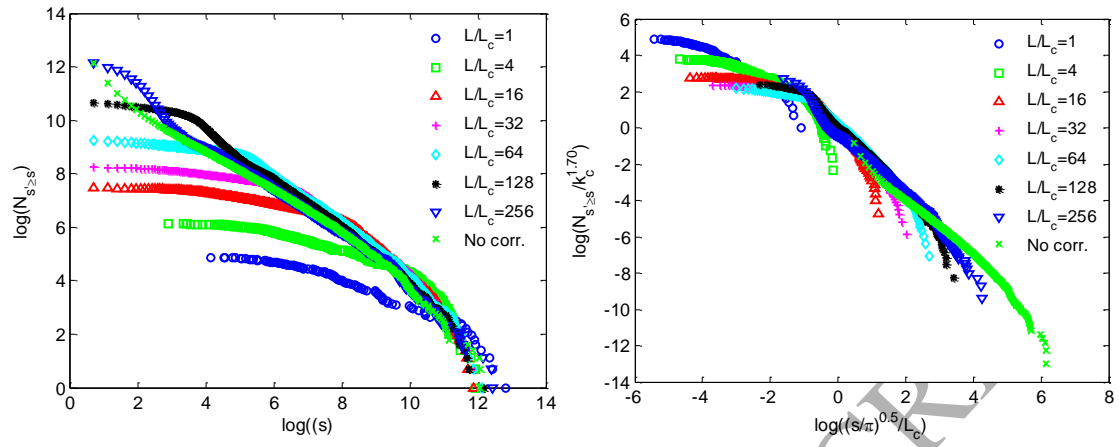 14
12
10
8
6
4
2
0
log(N_{s'≥s})
0 2 4 6 8 10 12 14
log((s)
L/L_c=1
L/L_c=4
L/L_c=16
L/L_c=32
L/L_c=64
L/L_c=128
L/L_c=256
No corr.
6
4
2
0
-2
-4
-6
-8
-10
-12
-14
log(N_{s'≥s}/k_c^{1.70})
-6 -4 -2 0 2 4 6 8
log((s/π)^{0.5}/L_c)
L/L_c=1
L/L_c=4
L/L_c=16
L/L_c=32
L/L_c=64
L/L_c=128
L/L_c=256
No corr.